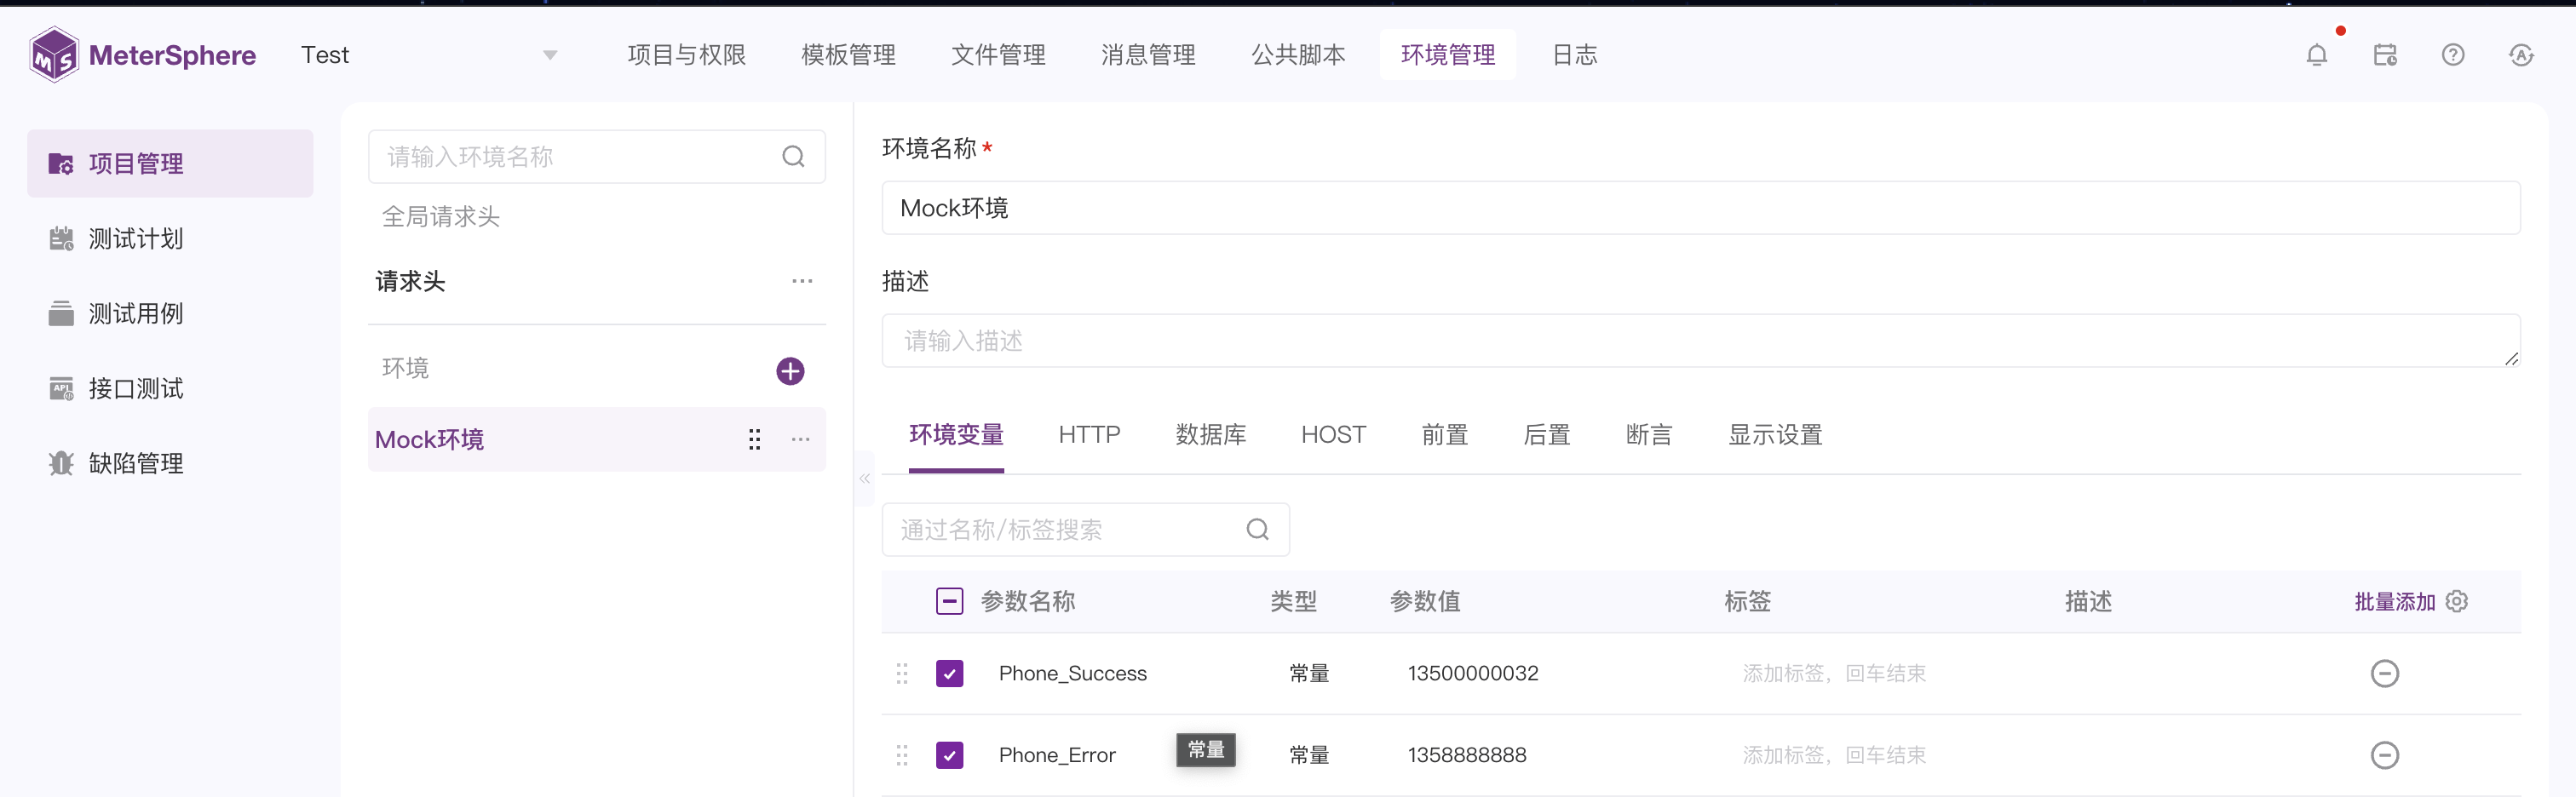 MeterSphere
Test
项目与权限 模板管理 文件管理 消息管理 公共脚本 环境管理 日志
项目管理
测试计划
测试用例
接口测试
缺陷管理
请输入环境名称
全局请求头
请求头
环境
Mock环境
环境名称*
Mock环境
描述
请输入描述
环境变量 HTTP 数据库 HOST 前置 后置 断言 显示设置
通过名称/标签搜索
参数名称 类型 参数值 标签 描述 批量添加
Phone_Success 常量 13500000032 添加标签，回车结束
Phone_Error 常量 常量 1358888888 添加标签，回车结束